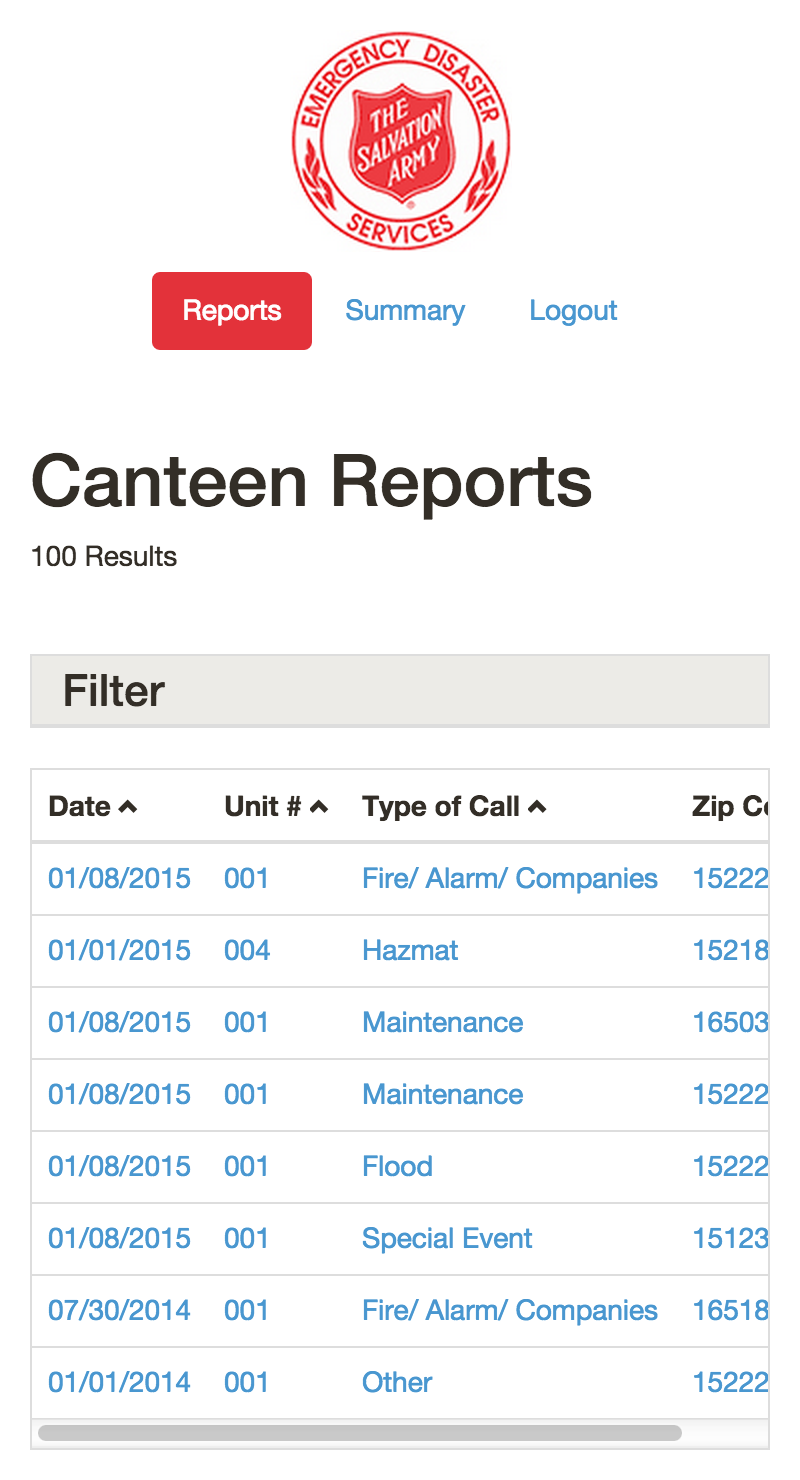 EMERGENCY DISASTER
THE
SALVATION
ARMY
®
SERVICES
Reports Summary Logout
Canteen Reports
100 Results
Filter
Date Unit # Type of Call Zip
01/08/2015 001 Fire/ Alarm/ Companies 15222
01/01/2015 004 Hazmat 15218
01/08/2015 001 Maintenance 16503
01/08/2015 001 Maintenance 15222
01/08/2015 001 Flood 15222
01/08/2015 001 Special Event 15123
07/30/2014 001 Fire/ Alarm/ Companies 16518
01/01/2014 001 Other 15222